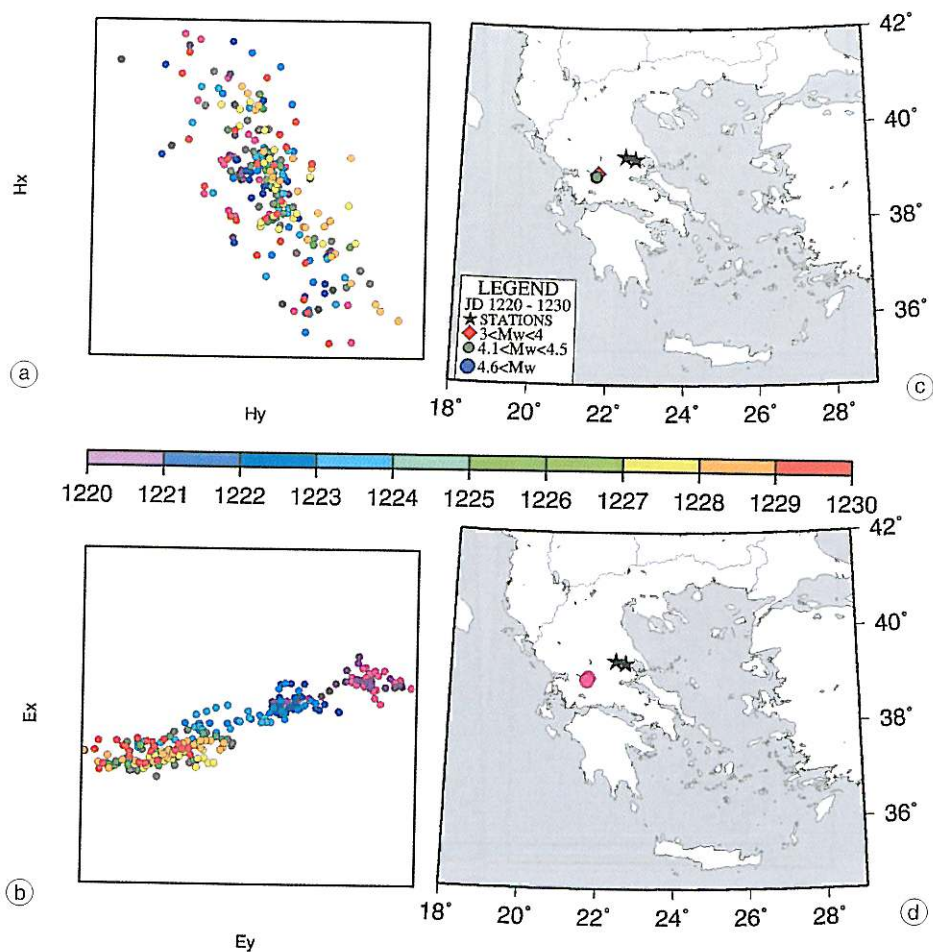 Hx
Hy
a
42°
40°
38°
36°
18° 20° 22° 24° 26° 28°
LEGEND
JD 1220 - 1230
STATIONS
3<Mw<4
4.1<Mw<4.5
4.6<Mw
c
1220 1221 1222 1223 1224 1225 1226 1227 1228 1229 1230
Ex
Ey
b
42°
40°
38°
36°
18° 20° 22° 24° 26° 28°
d